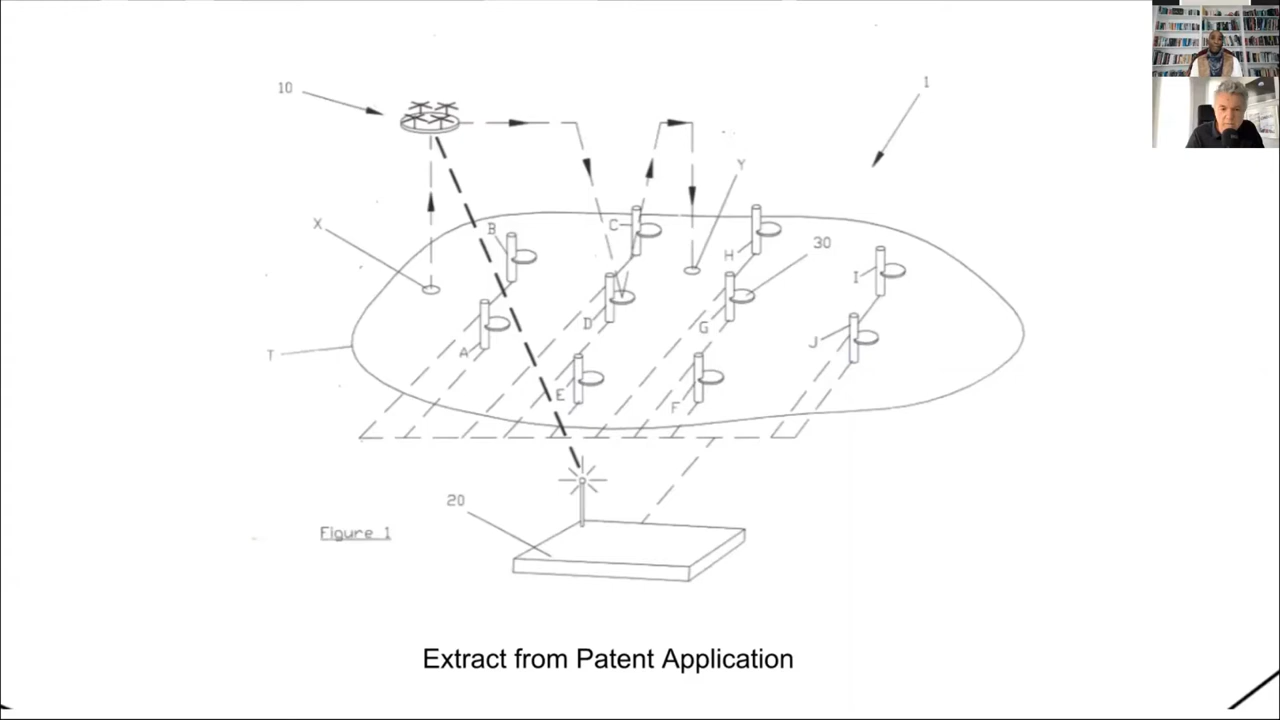 10
1
Y
X
B
C
H
30
I
D
G
T
A
J
E
F
20
Figure 1
Extract from Patent Application